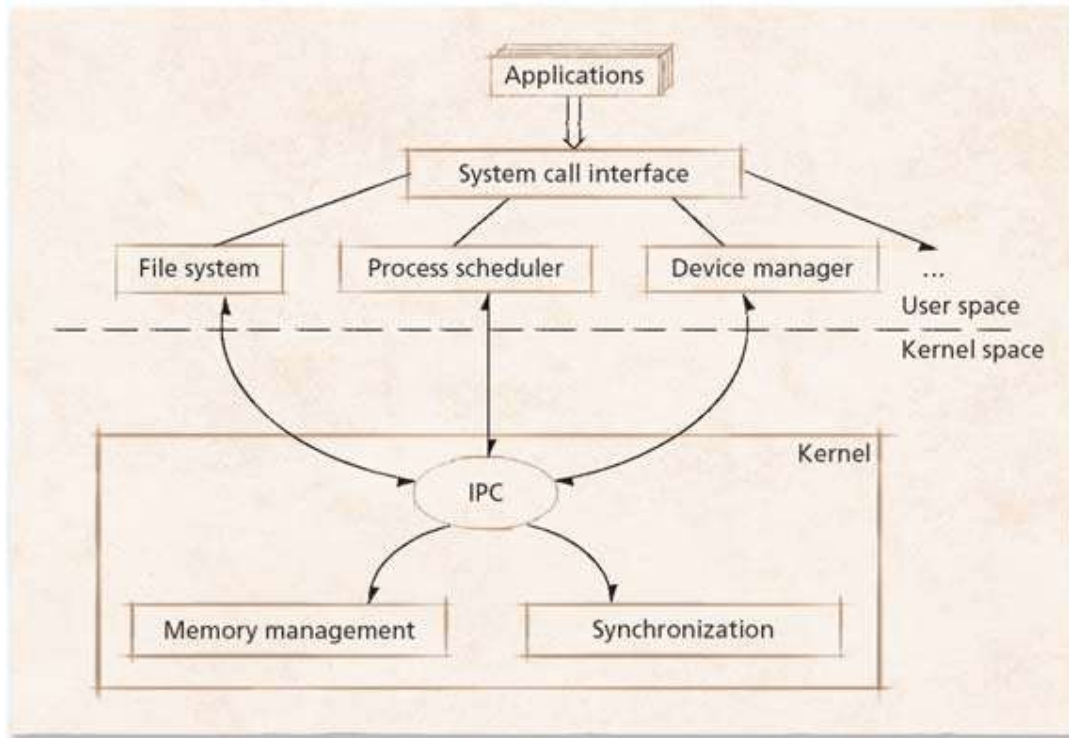 Applications
System call interface
File system
Process scheduler
Device manager
...
User space
Kernel space
Kernel
IPC
Memory management
Synchronization